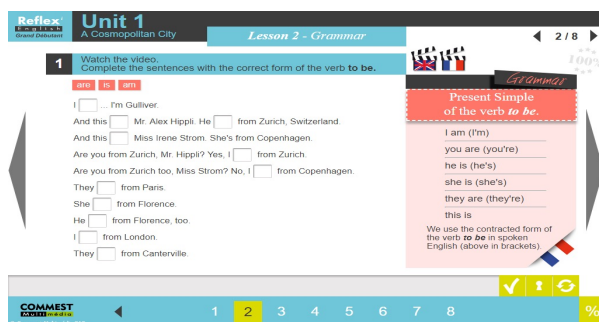 Reflex
English
Grand Débutant
Unit 1
A Cosmopolitan City
Lesson 2 - Grammar
2 / 8
100%
1
Watch the video.
Complete the sentences with the correct form of the verb to be.
are is am
I ... I'm Gulliver.
And this Mr. Alex Hippli. He from Zurich, Switzerland.
And this Miss Irene Strom. She's from Copenhagen.
Are you from Zurich, Mr. Hippli? Yes, I from Zurich.
Are you from Zurich too, Miss Strom? No, I from Copenhagen.
They from Paris.
She from Florence.
He from Florence, too.
I from London.
They from Canterville.
Grammar
Present Simple
of the verb to be.
I am (I'm)
you are (you're)
he is (he's)
she is (she's)
they are (they're)
this is
We use the contracted form of
the verb to be in spoken
English (above in brackets).
COMMEST
Multimédia
1 2 3 4 5 6 7 8
%